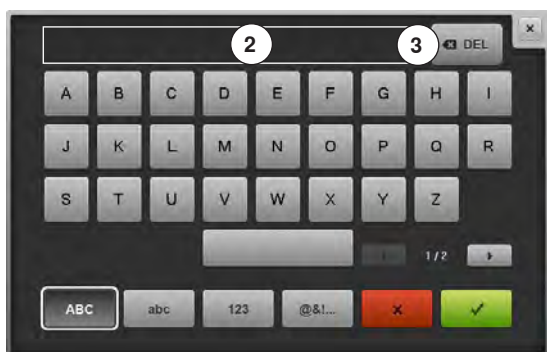 2 3 DEL ×
A B C D E F G H I
J K L M N O P Q R
S T U V W X Y Z
1/2
ABC abc 123 @&!...